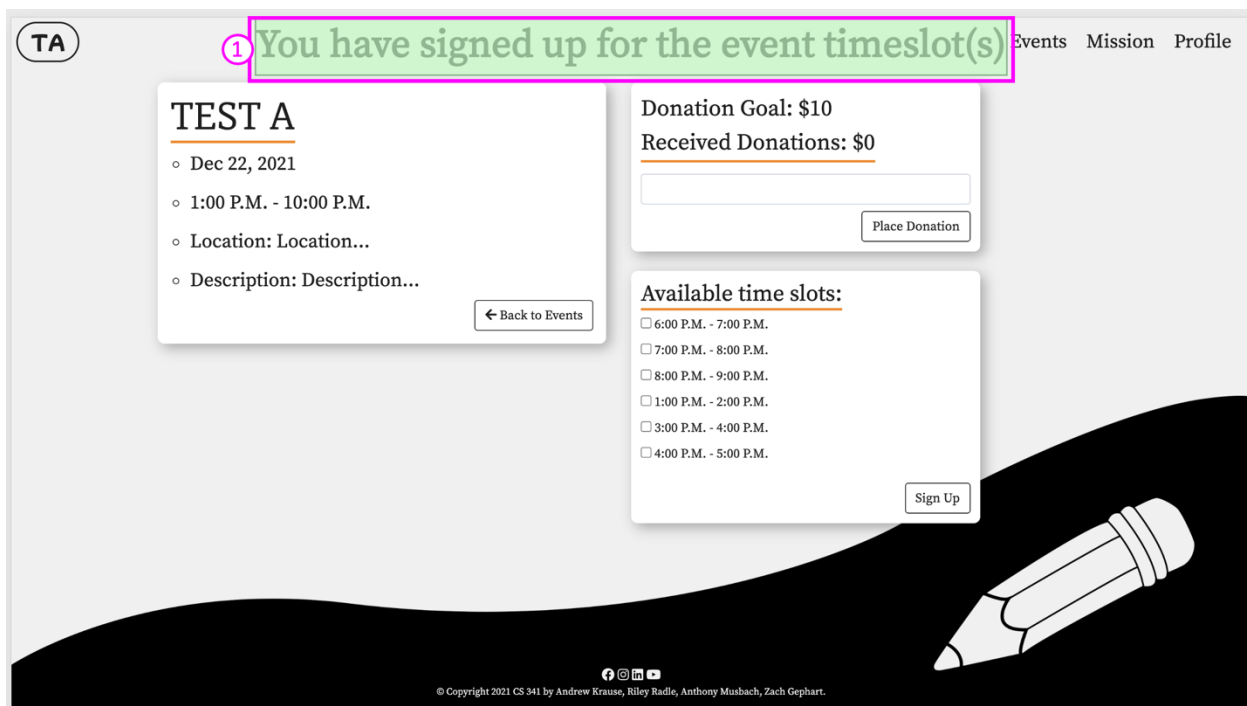 TA
1
You have signed up for the event timeslot(s)
Events Mission Profile
TEST A
Dec 22, 2021
1:00 P.M. - 10:00 P.M.
Location: Location...
Description: Description...
Back to Events
Donation Goal: $10
Received Donations: $0
Place Donation
Available time slots:
6:00 P.M. - 7:00 P.M.
7:00 P.M. - 8:00 P.M.
8:00 P.M. - 9:00 P.M.
1:00 P.M. - 2:00 P.M.
3:00 P.M. - 4:00 P.M.
4:00 P.M. - 5:00 P.M.
Sign Up
© Copyright 2021 CS 341 by Andrew Krause, Riley Radle, Anthony Musbach, Zach Gephart.